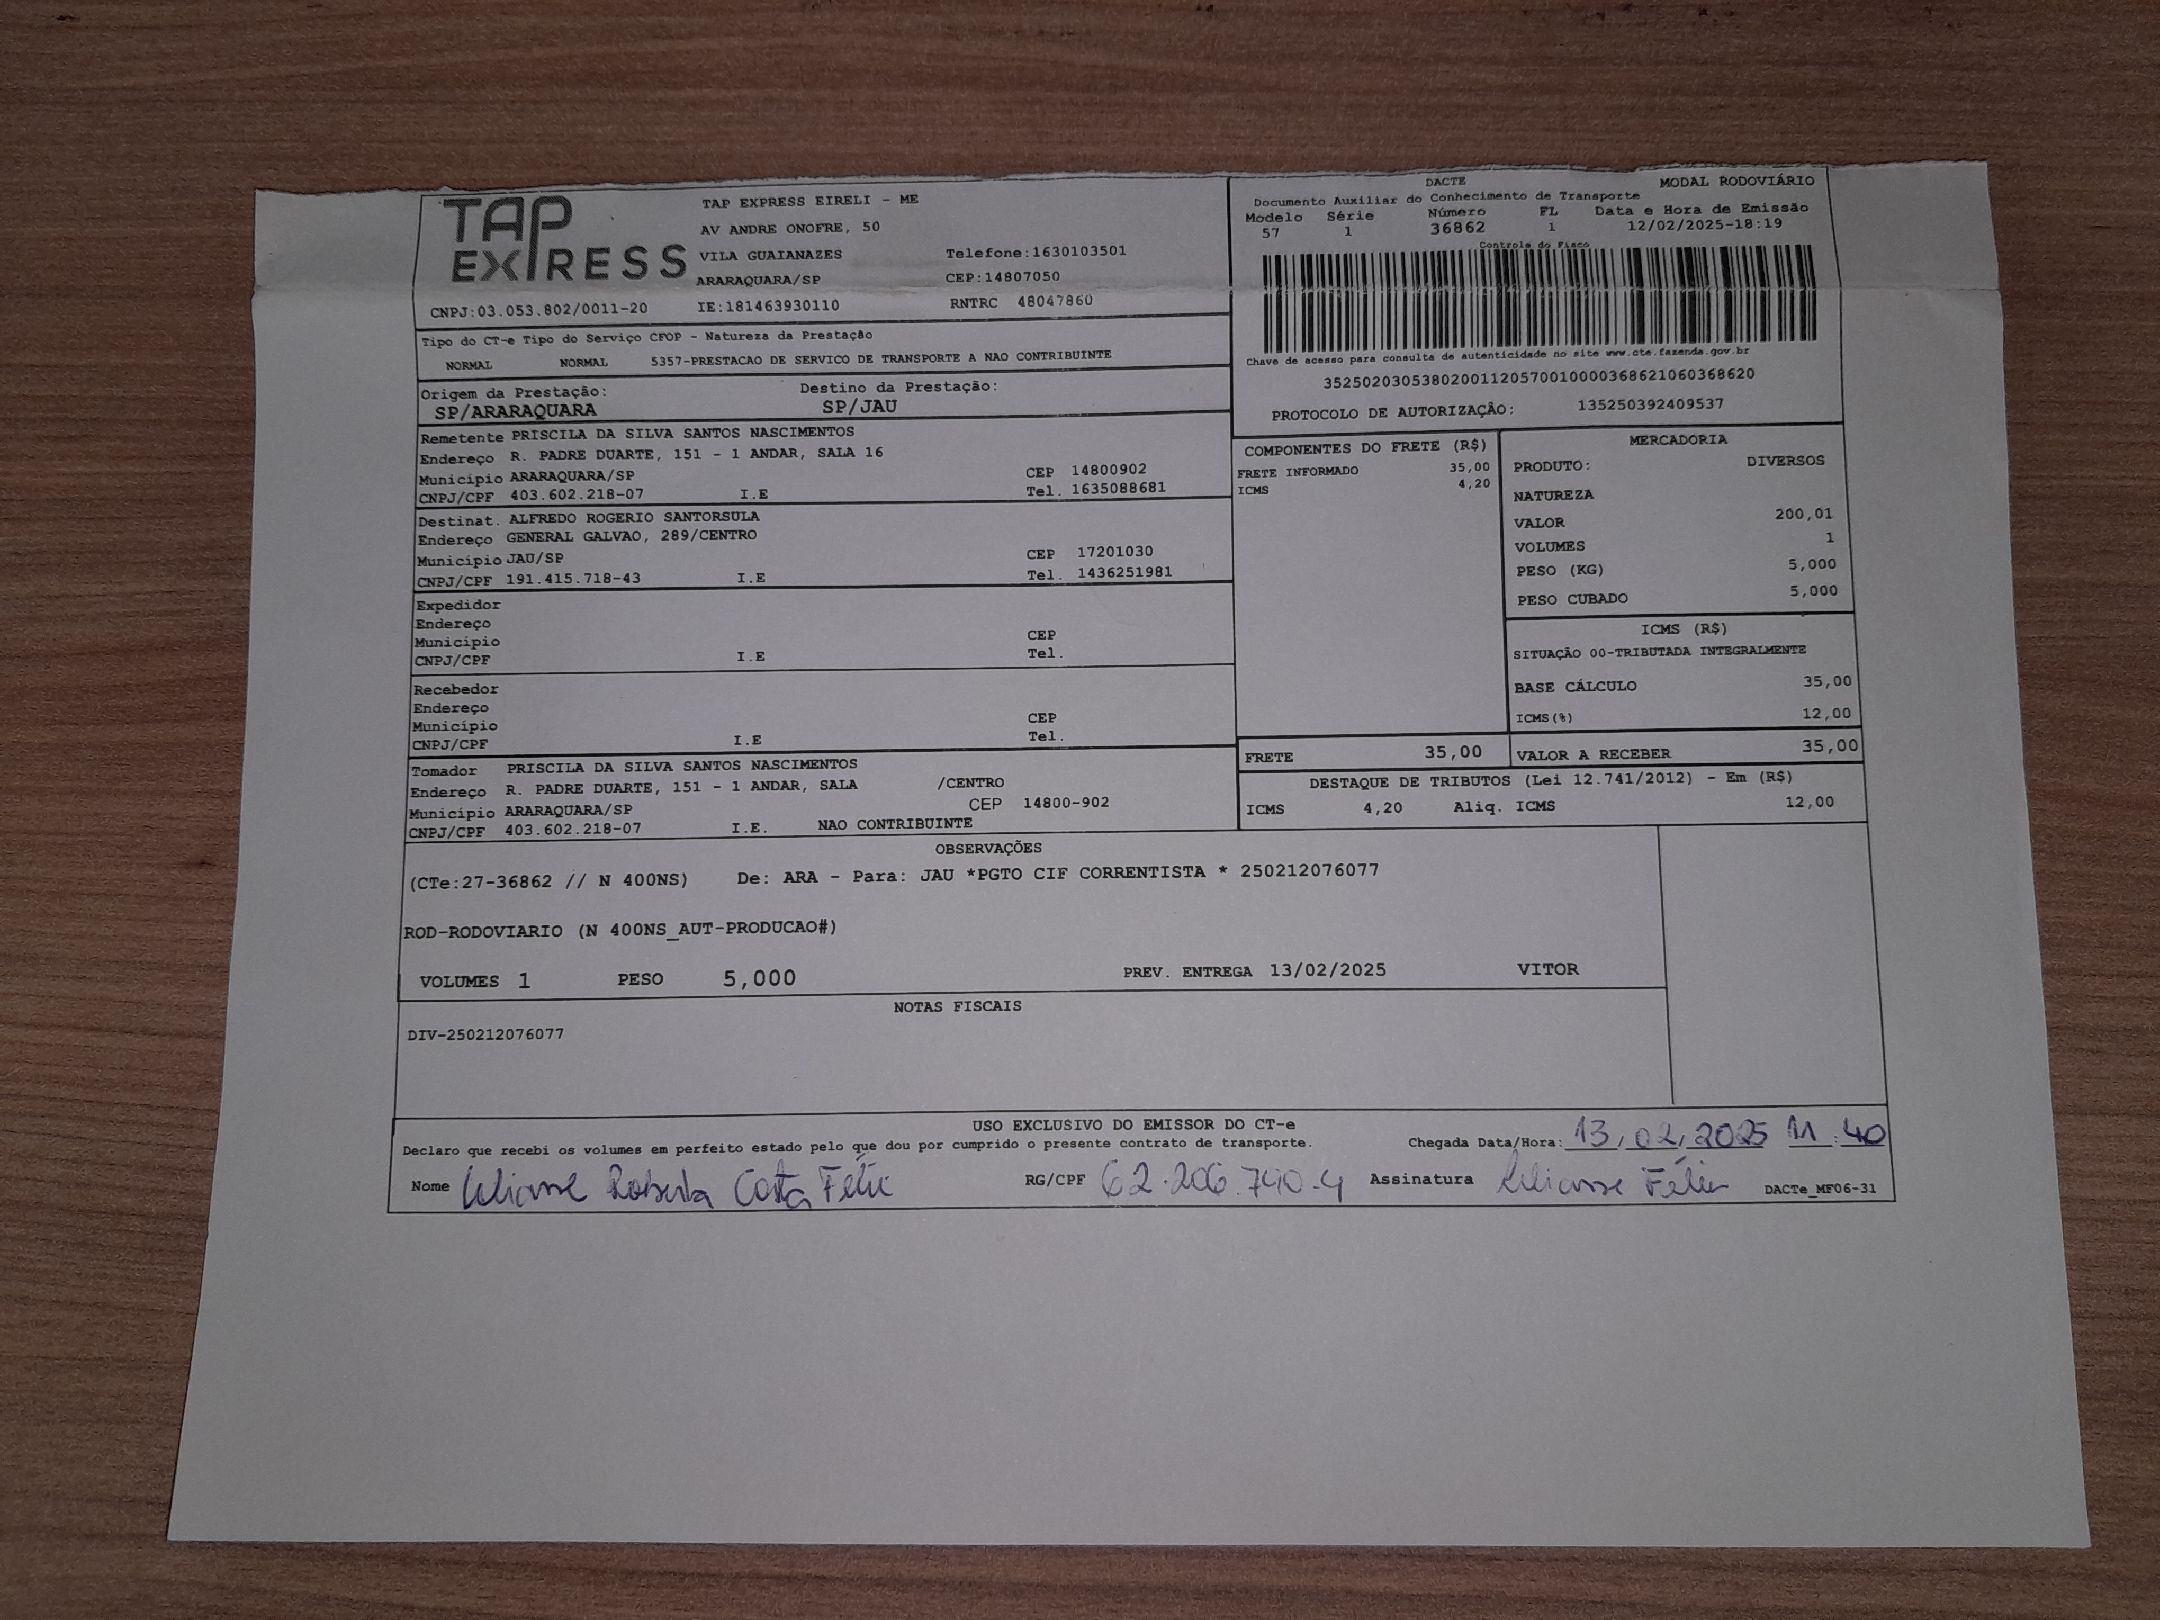 TAP EXPRESS
TAP EXPRESS EIRELI - ME
AV ANDRE ONOFRE, 50
VILA GUAIANAZES Telefone:1630103501
ARARAQUARA/SP CEP:14807050
CNPJ:03.053.802/0011-20 IE:181463930110 RNTRC 48047860
Tipo do CT-e Tipo do Serviço CFOP - Natureza da Prestação
NORMAL NORMAL 5357-PRESTACAO DE SERVICO DE TRANSPORTE A NAO CONTRIBUINTE
Origem da Prestação: Destino da Prestação:
SP/ARARAQUARA SP/JAU
DACTE MODAL RODOVIÁRIO
Documento Auxiliar do Conhecimento de Transporte
Modelo Série Número FL Data e Hora de Emissão
57 1 36862 1 12/02/2025-18:19
Controle do Fisco
Chave de acesso para consulta de autenticidade no site www.cte.fazenda.gov.br
35250203053802001120570010000368621060368620
PROTOCOLO DE AUTORIZAÇÃO: 135250392409537
Remetente PRISCILA DA SILVA SANTOS NASCIMENTOS
Endereço R. PADRE DUARTE, 151 - 1 ANDAR, SALA 16
Município ARARAQUARA/SP CEP 14800902
CNPJ/CPF 403.602.218-07 I.E Tel. 1635088681
Destinat. ALFREDO ROGERIO SANTORSULA
Endereço GENERAL GALVAO, 289/CENTRO
Município JAU/SP CEP 17201030
CNPJ/CPF 191.415.718-43 I.E Tel. 1436251981
Expedidor
Endereço
Município CEP
CNPJ/CPF I.E Tel.
Recebedor
Endereço
Município CEP
CNPJ/CPF I.E Tel.
Tomador PRISCILA DA SILVA SANTOS NASCIMENTOS
Endereço R. PADRE DUARTE, 151 - 1 ANDAR, SALA /CENTRO
Município ARARAQUARA/SP CEP 14800-902
CNPJ/CPF 403.602.218-07 I.E. NAO CONTRIBUINTE
COMPONENTES DO FRETE (R$)
FRETE INFORMADO 35,00
ICMS 4,20
MERCADORIA
PRODUTO: DIVERSOS
NATUREZA
VALOR 200,01
VOLUMES 1
PESO (KG) 5,000
PESO CUBADO 5,000
ICMS (R$)
SITUAÇÃO 00-TRIBUTADA INTEGRALMENTE
BASE CÁLCULO 35,00
ICMS(%) 12,00
FRETE 35,00 VALOR A RECEBER 35,00
DESTAQUE DE TRIBUTOS (Lei 12.741/2012) - Em (R$)
ICMS 4,20 Aliq. ICMS 12,00
OBSERVAÇÕES
(CTe:27-36862 // N 400NS) De: ARA - Para: JAU *PGTO CIF CORRENTISTA * 250212076077
ROD-RODOVIARIO (N 400NS_AUT-PRODUCAO#)
VOLUMES 1 PESO 5,000 PREV. ENTREGA 13/02/2025 VITOR
NOTAS FISCAIS
DIV-250212076077
USO EXCLUSIVO DO EMISSOR DO CT-e
Declaro que recebi os volumes em perfeito estado pelo que dou por cumprido o presente contrato de transporte. Chegada Data/Hora: 13/02/2025 11:40
Nome Roberta Costa Félix RG/CPF 62.206.740-4 Assinatura Félix DACTe_MF06-31